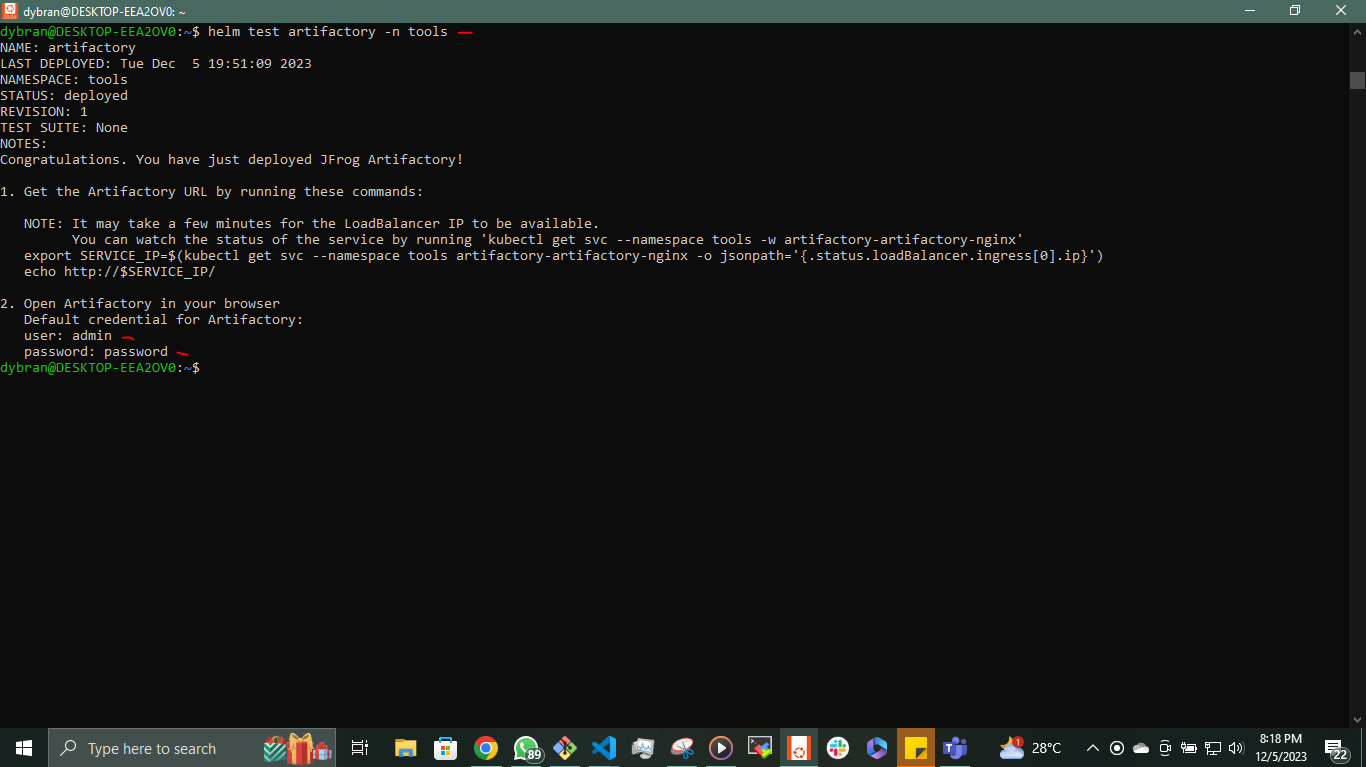 dybran@DESKTOP-EEA2OV0: ~
dybran@DESKTOP-EEA2OV0:~$ helm test artifactory -n tools
NAME: artifactory
LAST DEPLOYED: Tue Dec  5 19:51:09 2023
NAMESPACE: tools
STATUS: deployed
REVISION: 1
TEST SUITE: None
NOTES:
Congratulations. You have just deployed JFrog Artifactory!
1. Get the Artifactory URL by running these commands:
NOTE: It may take a few minutes for the LoadBalancer IP to be available.
You can watch the status of the service by running 'kubectl get svc --namespace tools -w artifactory-artifactory-nginx'
export SERVICE_IP=$(kubectl get svc --namespace tools artifactory-artifactory-nginx -o jsonpath='{.status.loadBalancer.ingress[0].ip}')
echo http://$SERVICE_IP/
2. Open Artifactory in your browser
Default credential for Artifactory:
user: admin
password: password
dybran@DESKTOP-EEA2OV0:~$
Type here to search
89
1
28°C
8:18 PM
12/5/2023
22